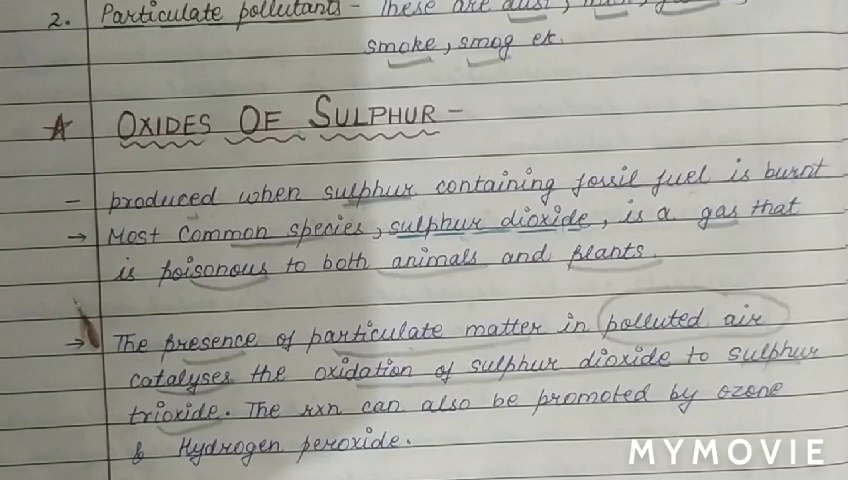 2. Particulate pollutants - These are dust,
smoke, smog etc.
OXIDES OF SULPHUR -
- produced when sulphur containing fossil fuel is burnt
→ Most common species, sulphur dioxide, is a gas that
is poisonous to both animals and plants.
→ The presence of particulate matter in polluted air
catalyses the oxidation of sulphur dioxide to sulphur
trioxide. The rxn can also be promoted by ozone
& Hydrogen peroxide.
MYMOVIE